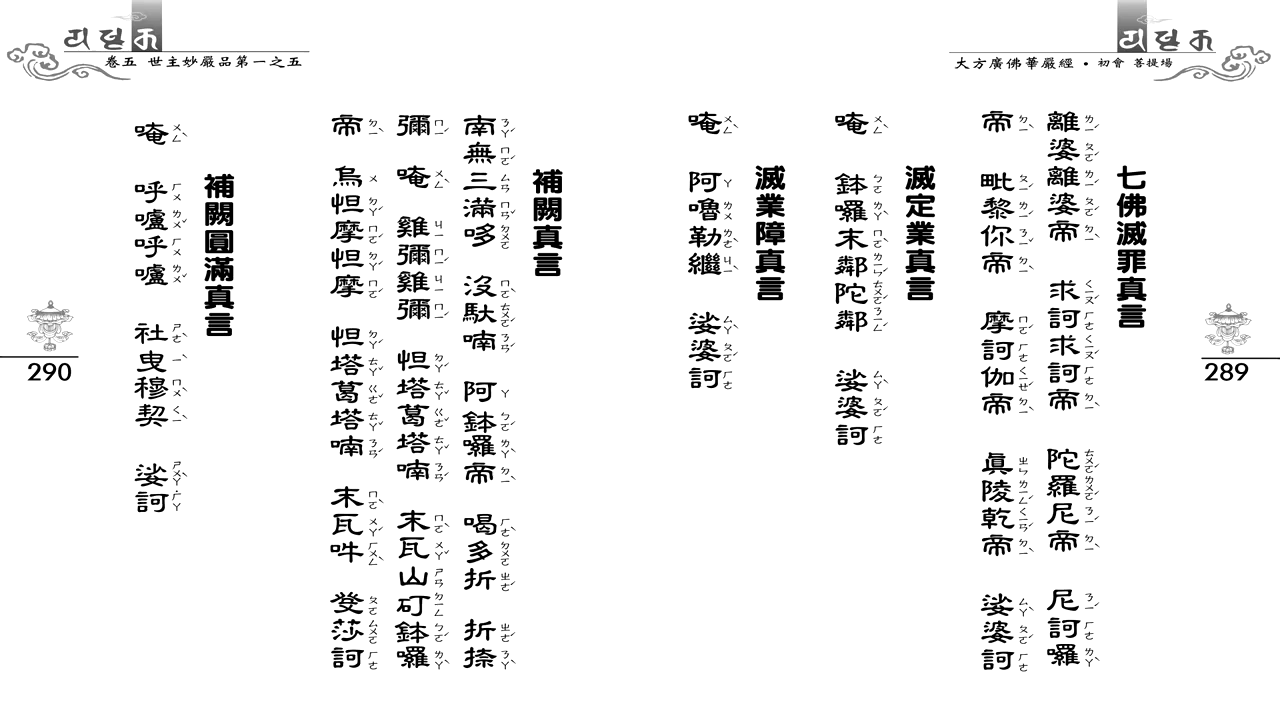 大方廣佛華嚴經・初會 菩提場
七佛滅罪真言
離婆離婆帝 求訶求訶帝 陀羅尼帝 尼訶囉
帝 毗黎你帝 摩訶伽帝 真陵乾帝 娑婆訶
滅定業真言
唵 鉢囉末鄰陀鄰 娑婆訶
滅業障真言
唵 阿嚕勒繼 娑婆訶
289
卷五 世主妙嚴品第一之五
補闕真言
南無三滿哆 沒馱喃 阿鉢囉帝 喝多折 折捺
彌 唵 雞彌雞彌 怛塔葛塔喃 末瓦山矴鉢囉
帝 烏怛摩怛摩 怛塔葛塔喃 末瓦吽 癹莎訶
補闕圓滿真言
唵 呼嚧呼嚧 社曳穆契 娑訶
290